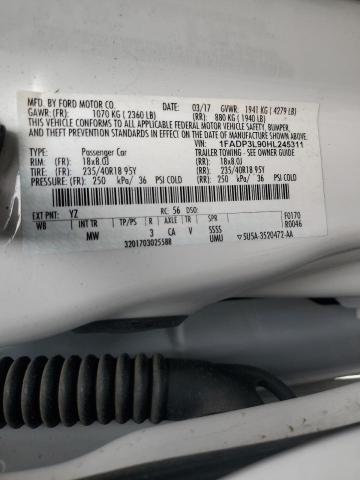 MFD. BY FORD MOTOR CO.
03/17 GVWR: 1941 KG ( 4279 LB)
GAWR: (FR): 1070 KG ( 2360 LB) (RR): 880 KG ( 1940 LB)
THIS VEHICLE CONFORMS TO ALL APPLICABLE FEDERAL MOTOR VEHICLE SAFETY, BUMPER,
AND THEFT PREVENTION STANDARDS IN EFFECT ON THE DATE OF MANUFACTURE SHOWN ABOVE.
VIN: 1FADP3L90HL245311
TYPE: Passenger Car TRAILER TOWING - SEE OWNER GUIDE.
RIM: (FR): 18x8.0J (RR): 18x8.0J
TIRE: (FR): 235/40R18 95Y (RR): 235/40R18 95Y
PRESSURE: (FR): 250 kPa/ 36 PSI COLD (RR): 250 kPa/ 36 PSI COLD
EXT PNT: YZ RC: 56 DSO:
WB INT TR TP/PS R AXLE TR SPR
F0170
R0046
MW 3 CA V SSSS
3201703025588 UMU ▽ 5U5A-3520472-AA